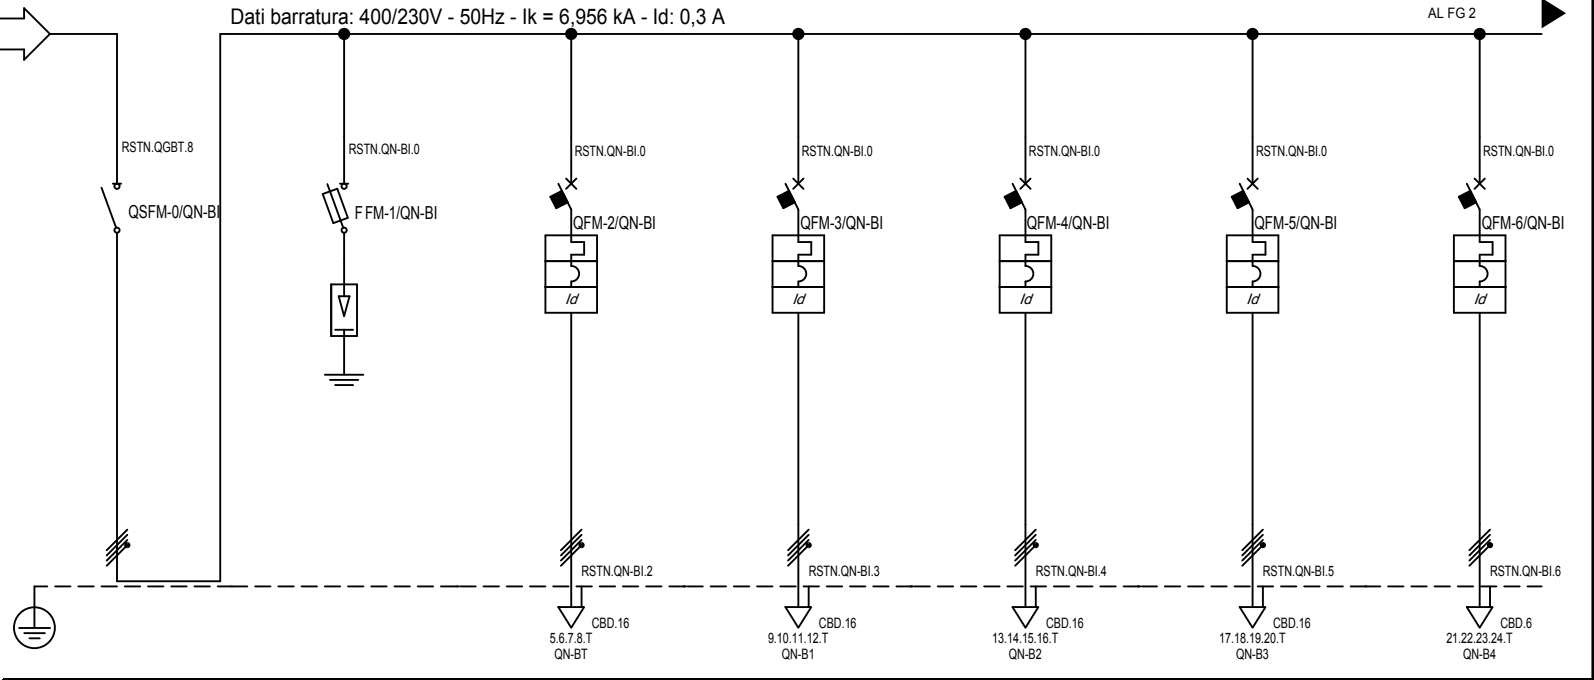 Dati barratura: 400/230V - 50Hz - Ik = 6,956 kA - Id: 0,3 A
AL FG 2
RSTN.QGBT.8
RSTN.QN-BI.0
RSTN.QN-BI.0
RSTN.QN-BI.0
RSTN.QN-BI.0
RSTN.QN-BI.0
RSTN.QN-BI.0
QSFM-0/QN-BI
F FM-1/QN-BI
QFM-2/QN-BI
QFM-3/QN-BI
QFM-4/QN-BI
QFM-5/QN-BI
QFM-6/QN-BI
Id
Id
Id
Id
Id
RSTN.QN-BI.2
RSTN.QN-BI.3
RSTN.QN-BI.4
RSTN.QN-BI.5
RSTN.QN-BI.6
CBD.16
CBD.16
CBD.16
CBD.16
CBD.6
5.6.7.8.T
9.10.11.12.T
13.14.15.16.T
17.18.19.20.T
21.22.23.24.T
QN-BT
QN-B1
QN-B2
QN-B3
QN-B4